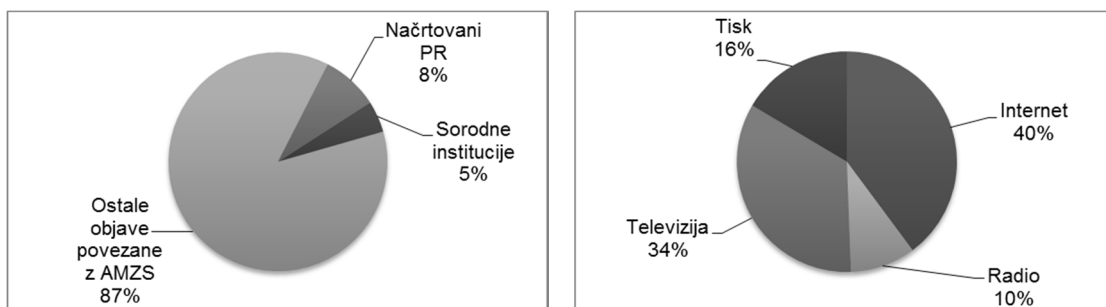 Načrtovani
PR
8%
Sorodne
institucije
5%
Ostale
objave
povezane
z AMZS
87%
Tisk
16%
Internet
40%
Televizija
34%
Radio
10%